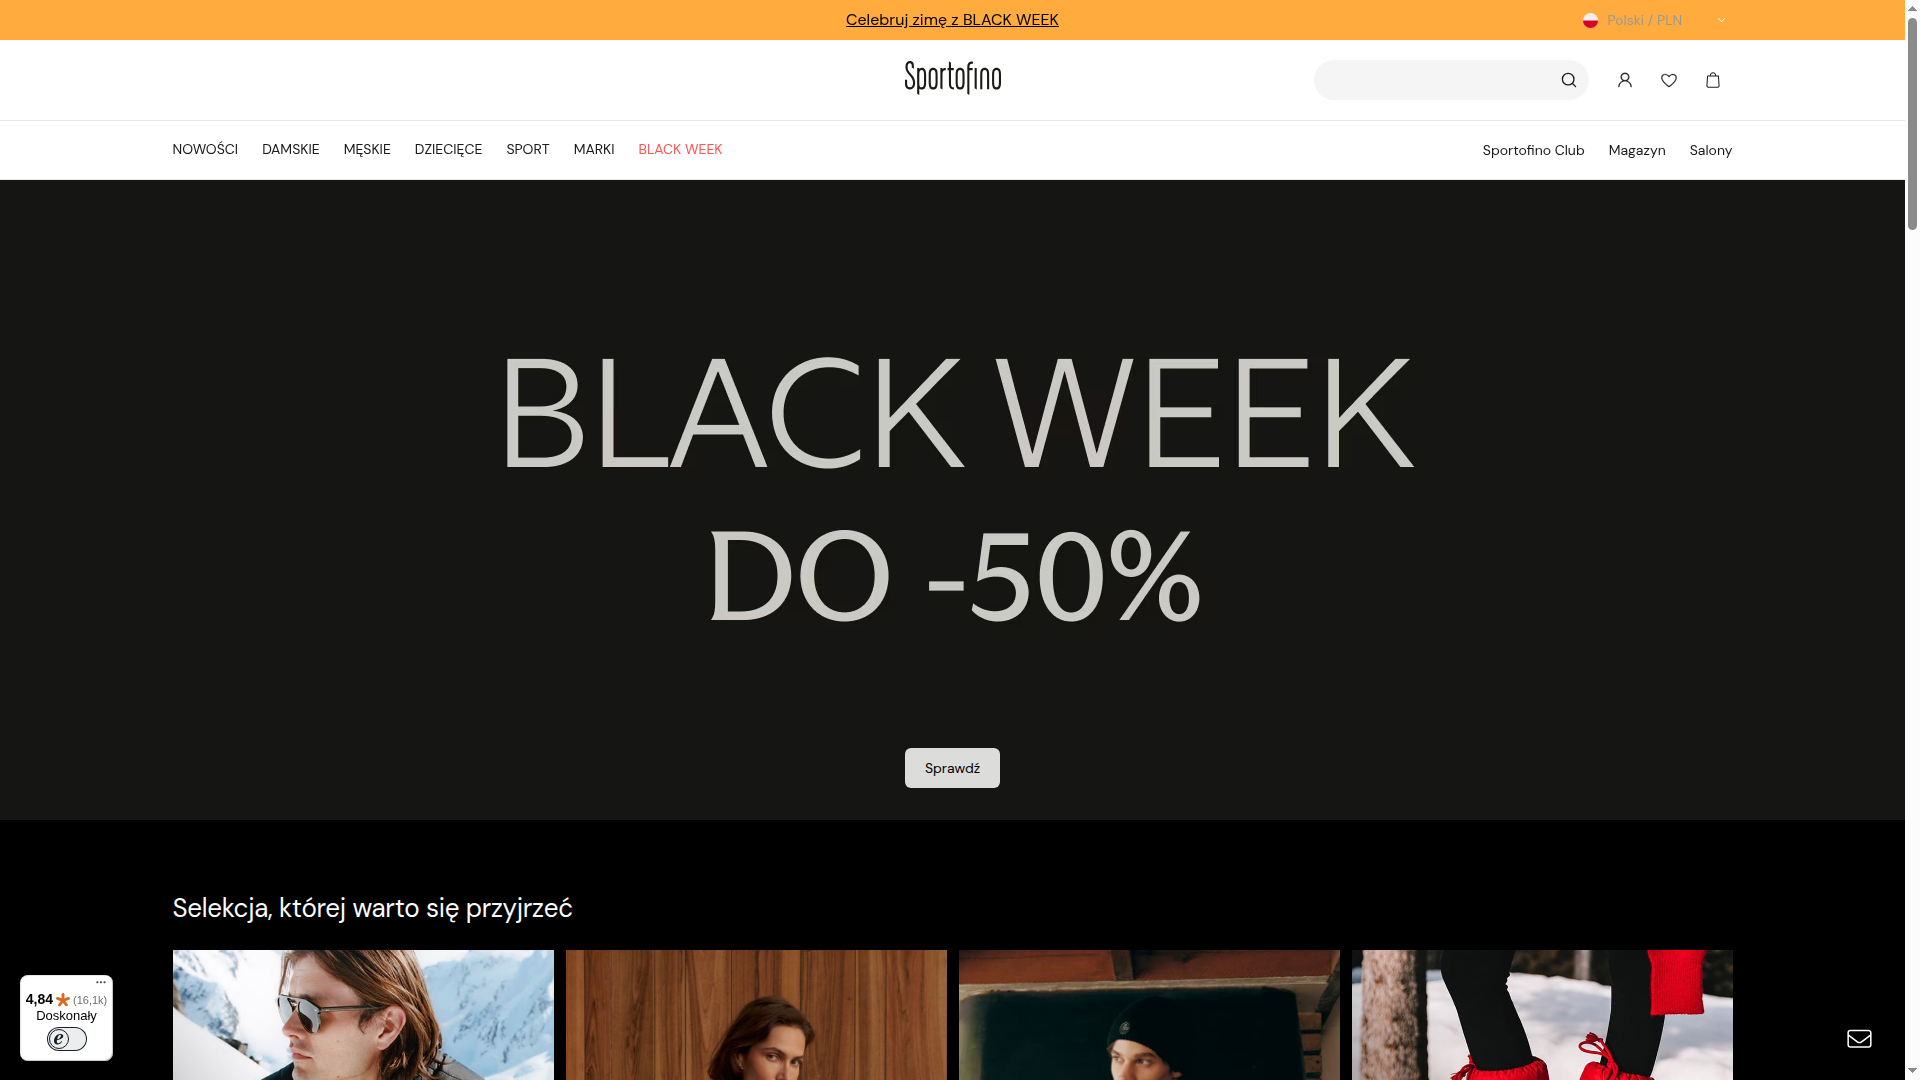 Celebruj zimę z BLACK WEEK
Polski / PLN
Sportofino
NOWOŚCI DAMSKIE MĘSKIE DZIECIĘCE SPORT MARKI BLACK WEEK
Sportofino Club Magazyn Salony
BLACK WEEK
DO -50%
Sprawdź
Selekcja, której warto się przyjrzeć
4,84 (16,1k)
Doskonały
e